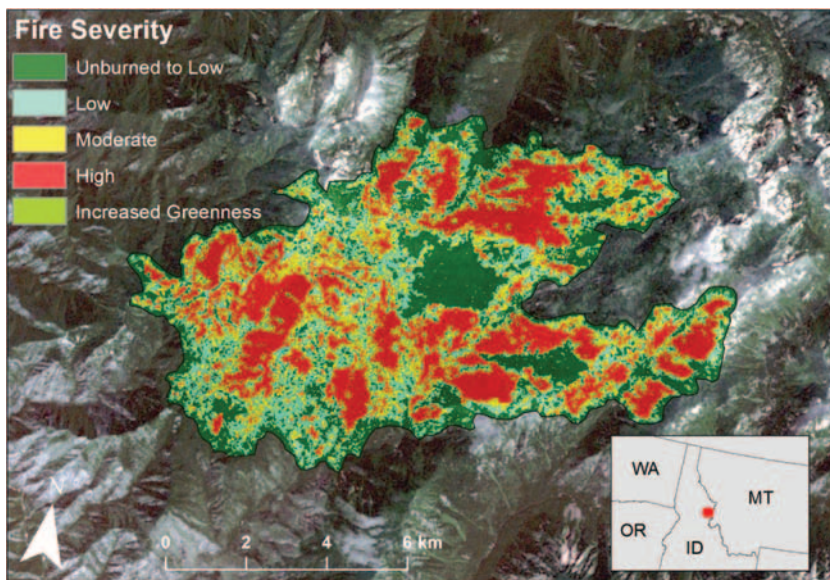 Fire Severity
Unburned to Low
Low
Moderate
High
Increased Greenness
N
0 2 4 6 km
WA
MT
OR
ID